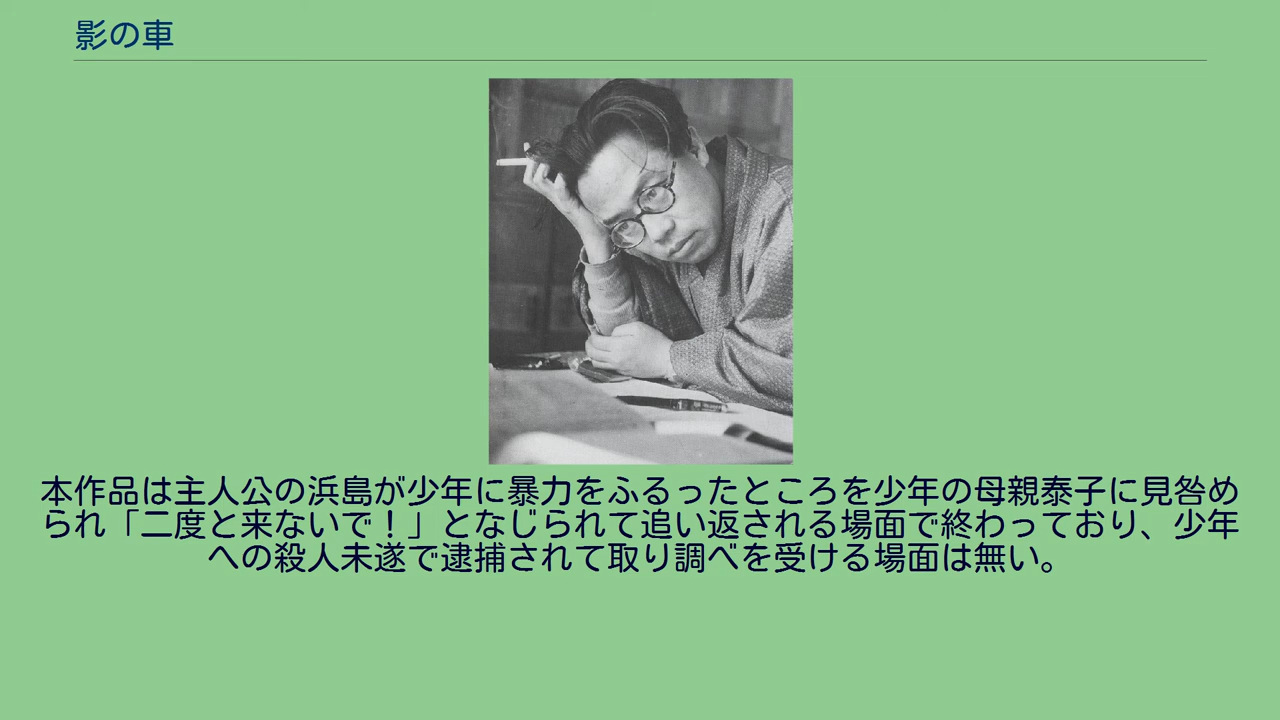 影の車
本作品は主人公の浜島が少年に暴力をふるったところを少年の母親泰子に見咎め
られ「二度と来ないで！」となじられて追い返される場面で終わっており、少年
への殺人未遂で逮捕されて取り調べを受ける場面は無い。